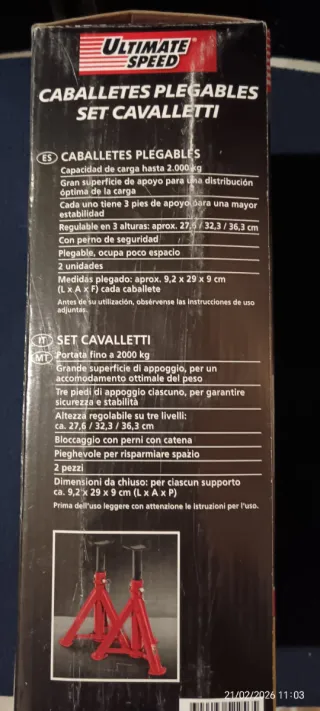 ULTIMATE
SPEED®
CABALLETES PLEGABLES
SET CAVALLETTI
ES CABALLETES PLEGABLES
Capacidad de carga hasta 2.000 kg
Gran superficie de apoyo para una distribución
óptima de la carga
Cada uno tiene 3 pies de apoyo para una mayor
estabilidad
Regulable en 3 alturas: aprox. 27,6 / 32,3 / 36,3 cm
Con perno de seguridad
Plegable, ocupa poco espacio
2 unidades
Medidas plegado: aprox. 9,2 x 29 x 9 cm
(L x A x F) cada caballete
Antes de su utilización, obsérvense las instrucciones de uso
adjuntas.
IT SET CAVALLETTI
MT Portata fino a 2000 kg
Grande superficie di appoggio, per un
accomodamento ottimale del peso
Tre piedi di appoggio ciascuno, per garantire
sicurezza e stabilità
Altezza regolabile su tre livelli:
ca. 27,6 / 32,3 / 36,3 cm
Bloccaggio con perni con catena
Pieghevole per risparmiare spazio
2 pezzi
Dimensioni da chiuso: per ciascun supporto
ca. 9,2 x 29 x 9 cm (L x A x P)
Prima dell'uso leggere con attenzione le istruzioni per l'uso.
21/02/2026 11:03